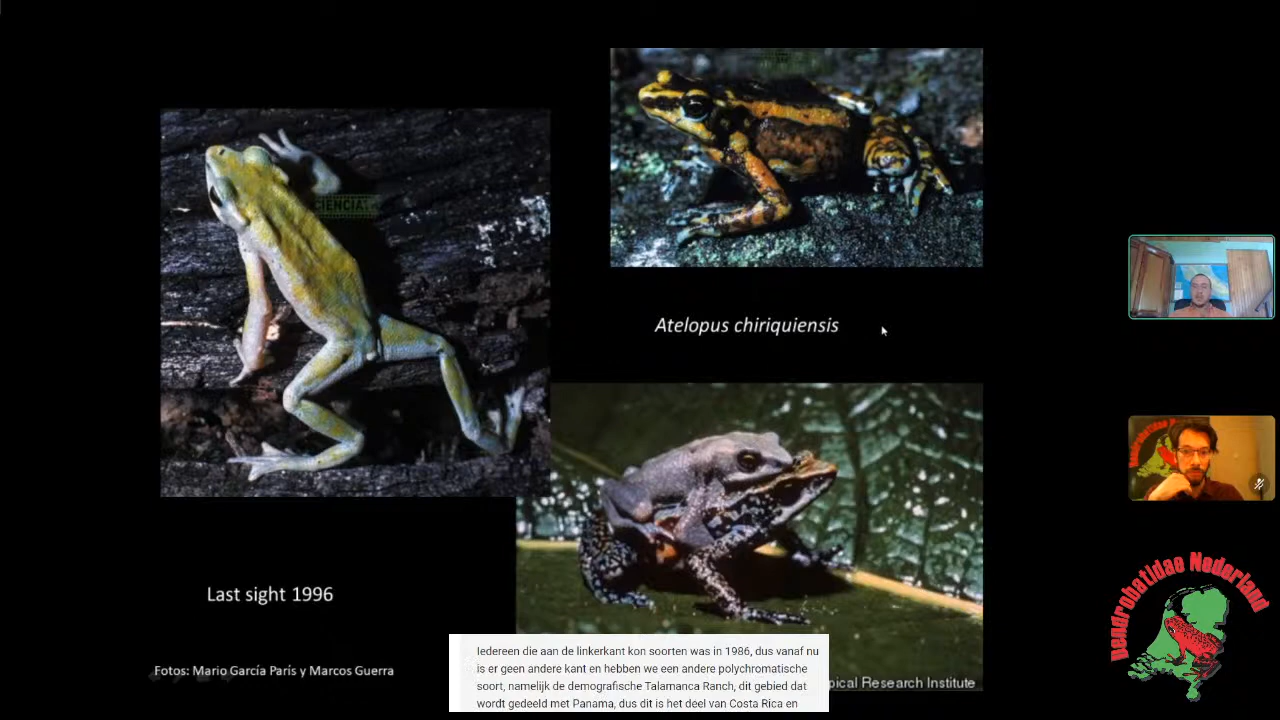 CIENCIA
Atelopus chiriquiensis
Last sight 1996
Fotos: Mario García París y Marcos Guerra
pical Research Institute
Iedereen die aan de linkerkant kon soorten was in 1986, dus vanaf nu
is er geen andere kant en hebben we een andere polychromatische
soort, namelijk de demografische Talamanca Ranch, dit gebied dat
wordt gedeeld met Panama, dus dit is het deel van Costa Rica en
Dendrobatidae Nederland